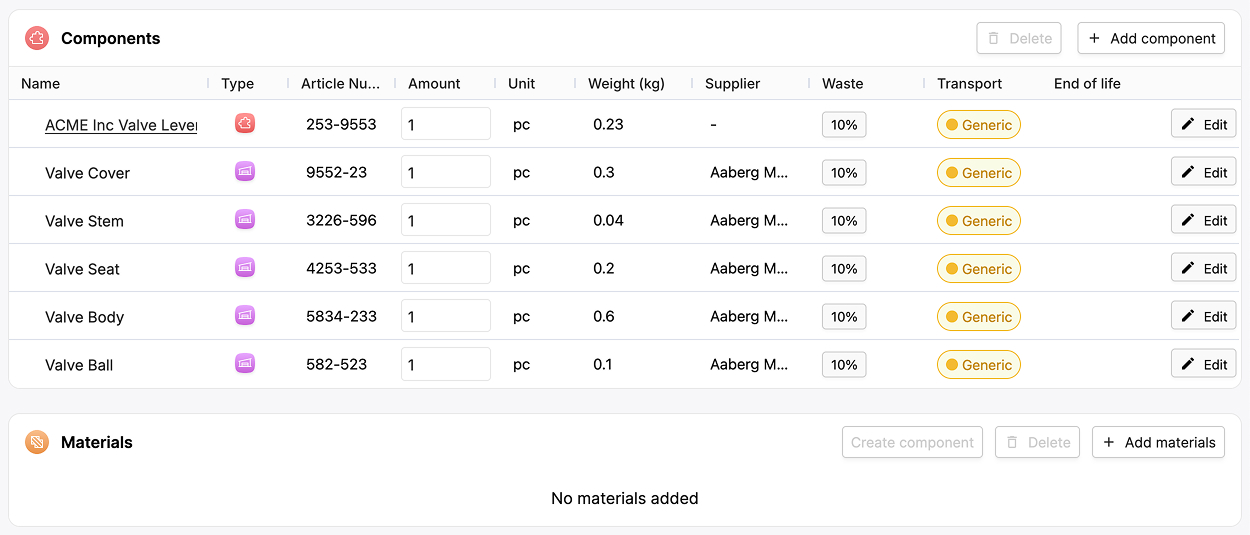 Components Delete + Add component
Name Type Article Nu... Amount Unit Weight (kg) Supplier Waste Transport End of life
ACME Inc Valve Lever 253-9553 1 pc 0.23 - 10% Generic Edit
Valve Cover 9552-23 1 pc 0.3 Aaberg M... 10% Generic Edit
Valve Stem 3226-596 1 pc 0.04 Aaberg M... 10% Generic Edit
Valve Seat 4253-533 1 pc 0.2 Aaberg M... 10% Generic Edit
Valve Body 5834-233 1 pc 0.6 Aaberg M... 10% Generic Edit
Valve Ball 582-523 1 pc 0.1 Aaberg M... 10% Generic Edit
Materials Create component Delete + Add materials
No materials added